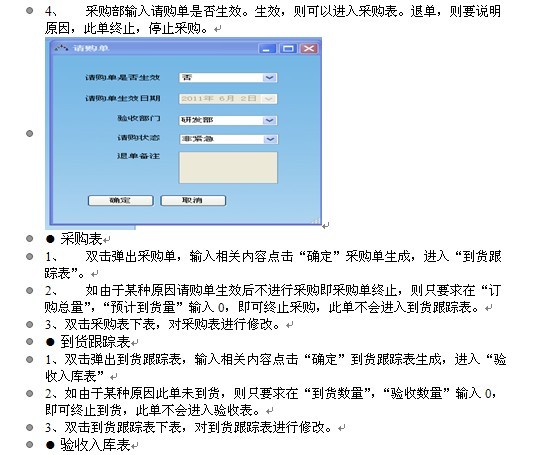 4、 采购部输入请购单是否生效。生效，则可以进入采购表。退单，则要说明
原因，此单终止，停止采购。
请购单
请购单是否生效 否
请购单生效日期 2011年 6月 2日
验收部门 研发部
请购状态 非紧急
退单备注
确定 取消
● 采购表
1、 双击弹出采购单，输入相关内容点击“确定”采购单生成，进入“到货跟
踪表”。
2、 如由于某种原因请购单生效后不进行采购即采购单终止，则只要求在“订
购总量”，“预计到货量”输入 0，即可终止采购，此单不会进入到货跟踪表。
3、双击采购表下表，对采购表进行修改。
● 到货跟踪表
1、双击弹出到货跟踪表，输入相关内容点击“确定”到货跟踪表生成，进入“验
收入库表”
2、如由于某种原因此单未到货，则只要求在“到货数量”，“验收数量”输入 0，
即可终止到货，此单不会进入验收表。
3、双击到货跟踪表下表，对到货跟踪表进行修改。
● 验收入库表